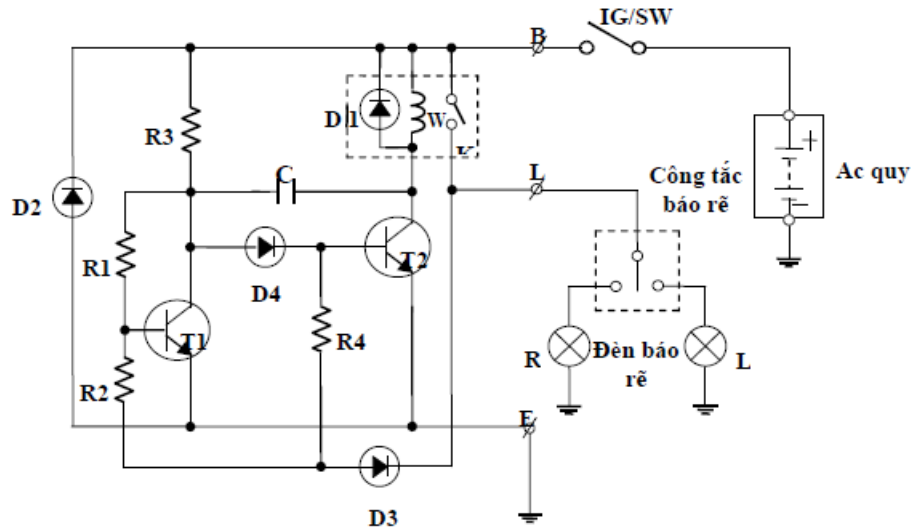 IG/SW
B
R3
D 1
W
K
C
L
Công tắc
báo rẽ
+
Ac quy
D2
R1
D4
T2
T1
R4
R
Đèn báo
rẽ
L
R2
E
D3